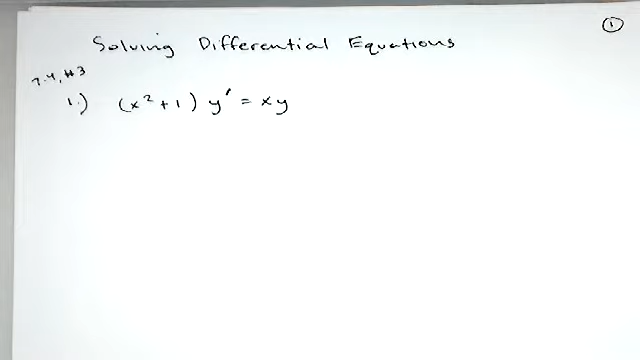 ①
Solving Differential Equations
7.4, #3
1.) (x²+1) y' = xy